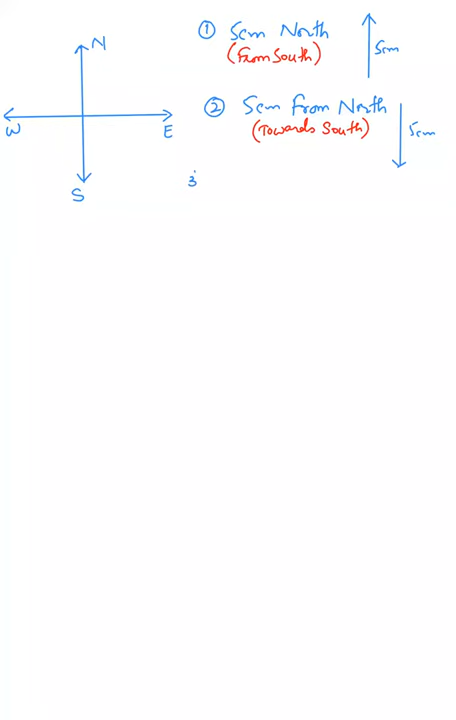 N
W
E
S
① 5cm North
(From South)
5cm
② 5cm from North
(Towards South)
5cm
3